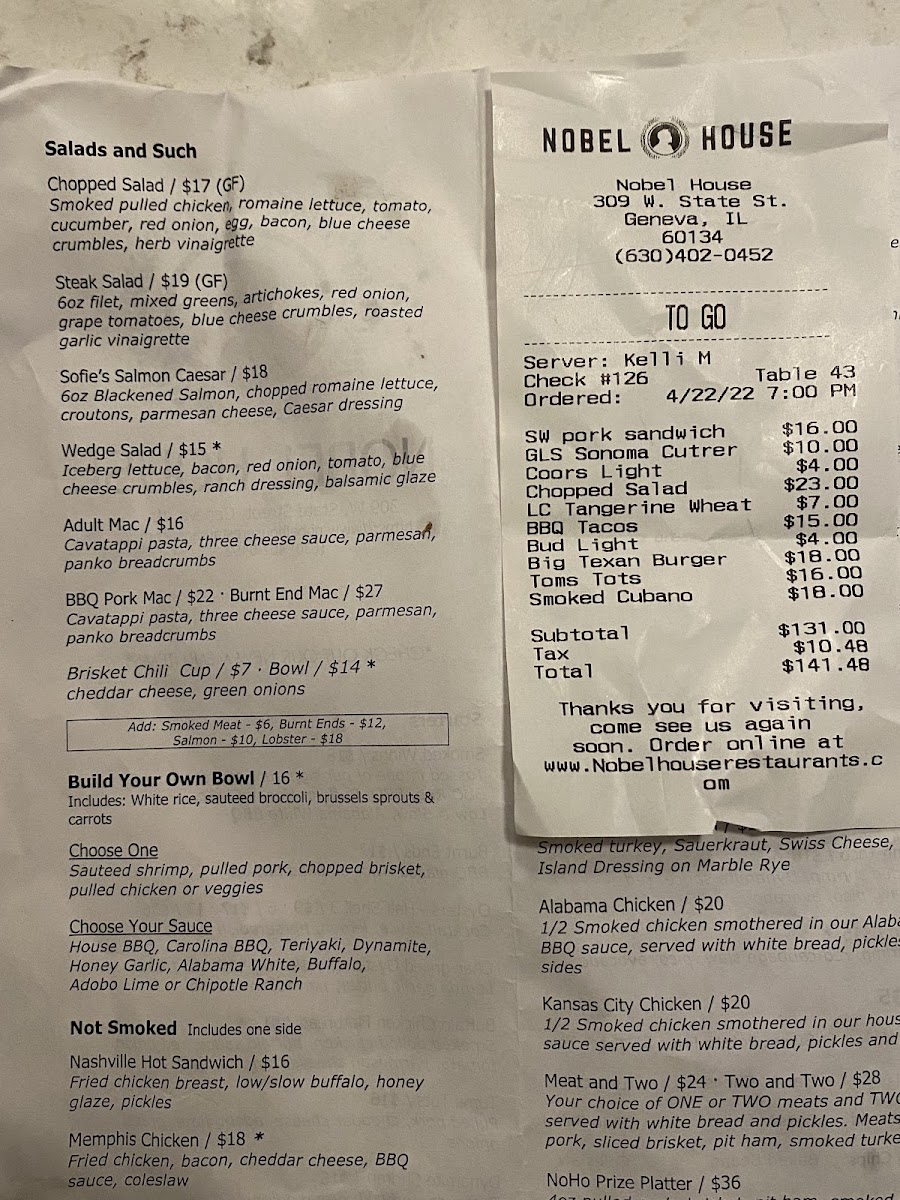 Salads and Such
Chopped Salad / $17 (GF)
Smoked pulled chicken, romaine lettuce, tomato,
cucumber, red onion, egg, bacon, blue cheese
crumbles, herb vinaigrette
Steak Salad / $19 (GF)
6oz filet, mixed greens, artichokes, red onion,
grape tomatoes, blue cheese crumbles, roasted
garlic vinaigrette
Sofie's Salmon Caesar / $18
6oz Blackened Salmon, chopped romaine lettuce,
croutons, parmesan cheese, Caesar dressing
Wedge Salad / $15 *
Iceberg lettuce, bacon, red onion, tomato, blue
cheese crumbles, ranch dressing, balsamic glaze
Adult Mac / $16
Cavatappi pasta, three cheese sauce, parmesan,
panko breadcrumbs
BBQ Pork Mac / $22 · Burnt End Mac / $27
Cavatappi pasta, three cheese sauce, parmesan,
panko breadcrumbs
Brisket Chili Cup / $7 · Bowl / $14 *
cheddar cheese, green onions
Add: Smoked Meat - $6, Burnt Ends - $12,
Salmon - $10, Lobster - $18
Build Your Own Bowl / 16 *
Includes: White rice, sauteed broccoli, brussels sprouts &
carrots
Choose One
Sauteed shrimp, pulled pork, chopped brisket,
pulled chicken or veggies
Choose Your Sauce
House BBQ, Carolina BBQ, Teriyaki, Dynamite,
Honey Garlic, Alabama White, Buffalo,
Adobo Lime or Chipotle Ranch
Not Smoked Includes one side
Nashville Hot Sandwich / $16
Fried chicken breast, low/slow buffalo, honey
glaze, pickles
Memphis Chicken / $18 *
Fried chicken, bacon, cheddar cheese, BBQ
sauce, coleslaw
NOBEL HOUSE
Nobel House
309 W. State St.
Geneva, IL
60134
(630)402-0452
TO GO
Server: Kelli M
Check #126 Table 43
Ordered: 4/22/22 7:00 PM
SW pork sandwich $16.00
GLS Sonoma Cutrer $10.00
Coors Light $4.00
Chopped Salad $23.00
LC Tangerine Wheat $7.00
BBQ Tacos $15.00
Bud Light $4.00
Big Texan Burger $18.00
Toms Tots $16.00
Smoked Cubano $18.00
Subtotal $131.00
Tax $10.48
Total $141.48
Thanks you for visiting,
come see us again
soon. Order online at
www.Nobelhouserestaurants.c
om
Smoked turkey, Sauerkraut, Swiss Cheese,
Island Dressing on Marble Rye
Alabama Chicken / $20
1/2 Smoked chicken smothered in our Alaba
BBQ sauce, served with white bread, pickles
sides
Kansas City Chicken / $20
1/2 Smoked chicken smothered in our hous
sauce served with white bread, pickles and
Meat and Two / $24 · Two and Two / $28
Your choice of ONE or TWO meats and TWO
served with white bread and pickles. Meats
pork, sliced brisket, pit ham, smoked turke
NoHo Prize Platter / $36